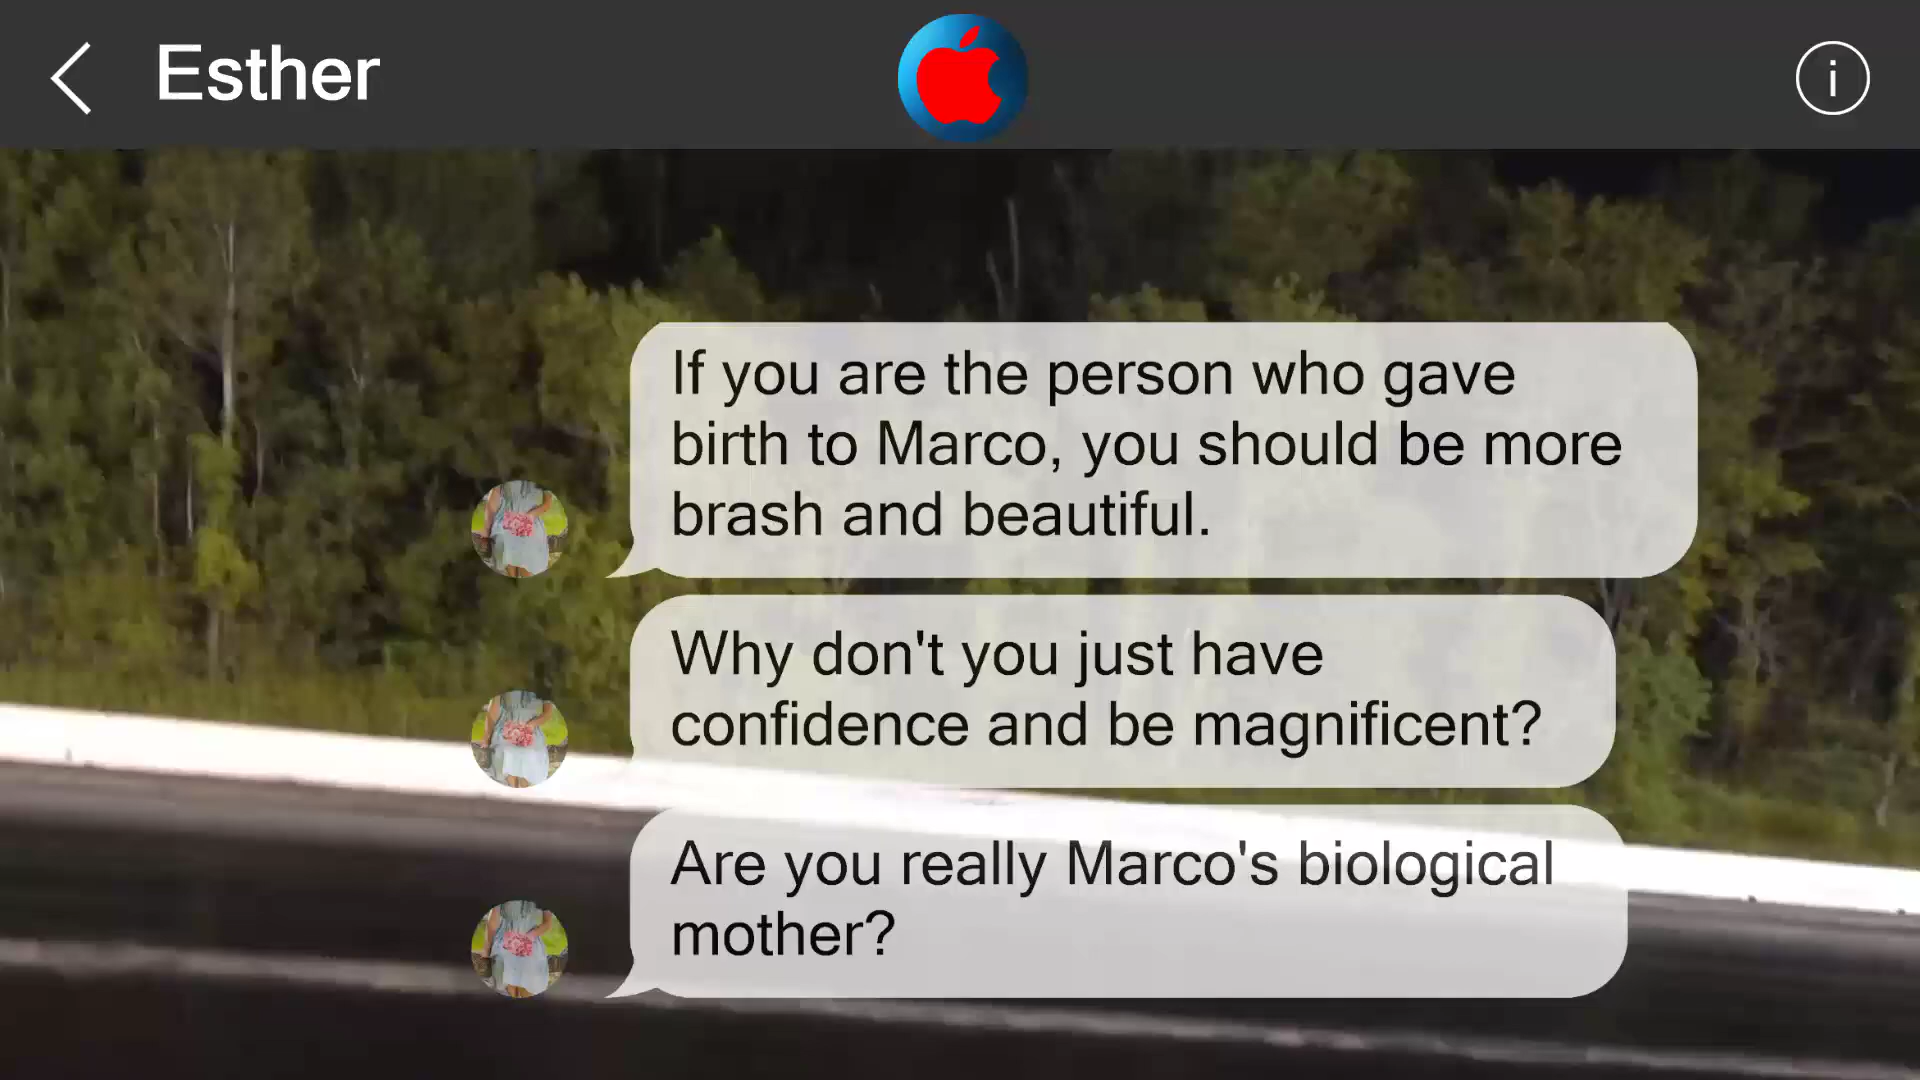 Esther
i
If you are the person who gave
birth to Marco, you should be more
brash and beautiful.
Why don't you just have
confidence and be magnificent?
Are you really Marco's biological
mother?